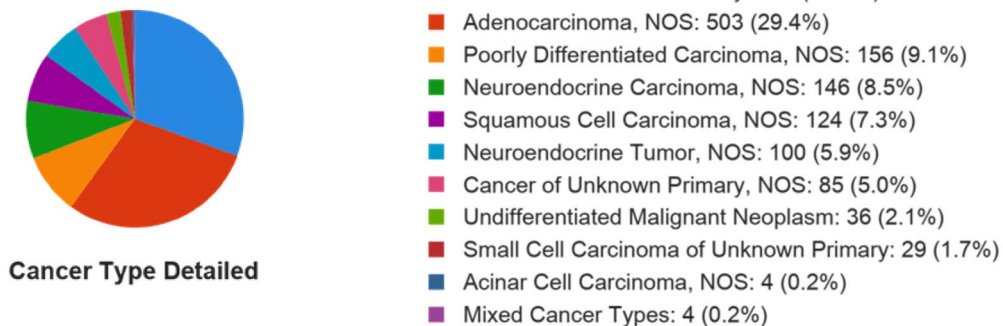 Adenocarcinoma, NOS: 503 (29.4%)
Poorly Differentiated Carcinoma, NOS: 156 (9.1%)
Neuroendocrine Carcinoma, NOS: 146 (8.5%)
Squamous Cell Carcinoma, NOS: 124 (7.3%)
Neuroendocrine Tumor, NOS: 100 (5.9%)
Cancer of Unknown Primary, NOS: 85 (5.0%)
Undifferentiated Malignant Neoplasm: 36 (2.1%)
Small Cell Carcinoma of Unknown Primary: 29 (1.7%)
Acinar Cell Carcinoma, NOS: 4 (0.2%)
Mixed Cancer Types: 4 (0.2%)
Cancer Type Detailed